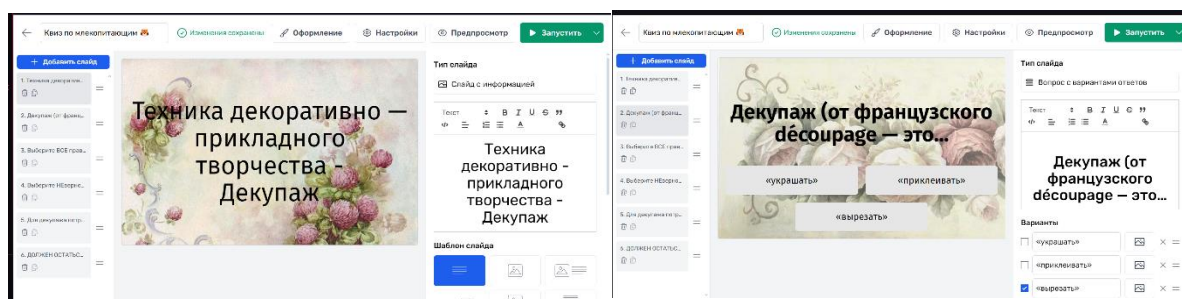 Квиз по млекопитающим 🦊
Изменения сохранены
Оформление
Настройки
Предпросмотр
Запустить
+ Добавить слайд
1. Техника декоратив...
2. Декупаж (от франц...
3. Выберите ВСЕ прав...
4. Выберите НЕверно...
5. Для декупажа потр...
6. ДОЛЖЕН ОСТАТЬС...
Техника декоративно —
прикладного
творчества -
Декупаж
Тип слайда
Слайд с информацией
Текст
B I U S
Техника
декоративно -
прикладного
творчества -
Декупаж
Шаблон слайда
Квиз по млекопитающим 🦊
Изменения сохранены
Оформление
Настройки
Предпросмотр
Запустить
+ Добавить слайд
1. Техника декоратив...
2. Декупаж (от франц...
3. Выберите ВСЕ прав...
4. Выберите НЕверно...
5. Для декупажа потр...
6. ДОЛЖЕН ОСТАТЬС...
Декупаж (от французского
découpage — это...
«украшать»
«приклеивать»
«вырезать»
Тип слайда
Вопрос с вариантами ответов
Текст
B I U S
Декупаж (от
французского
découpage — это...
Варианты
«украшать»
«приклеивать»
«вырезать»